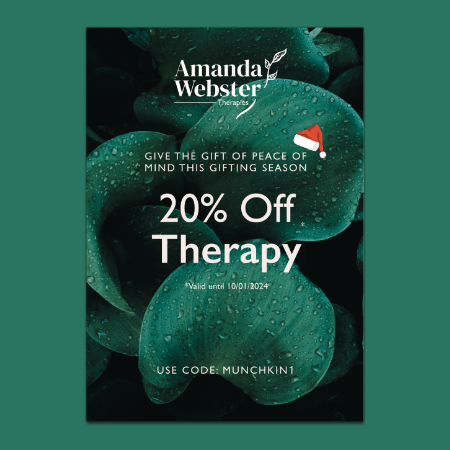 Amanda
Webster
Therapies
GIVE THE GIFT OF PEACE OF
MIND THIS GIFTING SEASON
20% Off
Therapy
*Valid until 10/01/2024*
USE CODE: MUNCHKIN1